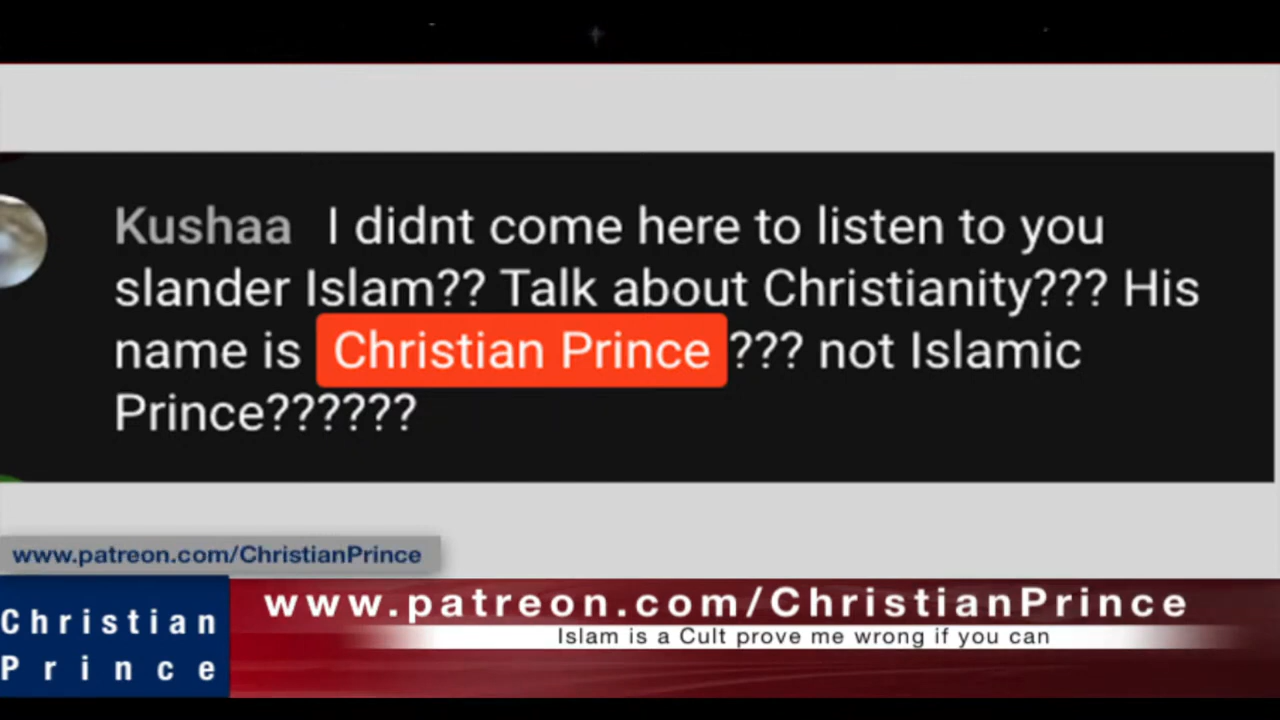 Kushaa I didnt come here to listen to you
slander Islam?? Talk about Christianity??? His
name is Christian Prince ??? not Islamic
Prince??????
www.patreon.com/ChristianPrince
Christian
Prince
www.patreon.com/ChristianPrince
Islam is a Cult prove me wrong if you can